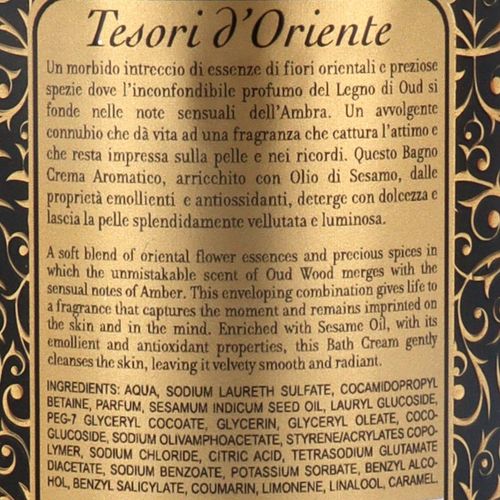 Tesori d'Oriente
Un morbido intreccio di essenze di fiori orientali e preziose
spezie dove l'inconfondibile profumo del Legno di Oud si
fonde nelle note sensuali dell'Ambra. Un avvolgente
connubio che dà vita ad una fragranza che cattura l'attimo e
che resta impressa sulla pelle e nei ricordi. Questo Bagno
Crema Aromatico, arricchito con Olio di Sesamo, dalle
proprietà emollienti e antiossidanti, deterge con dolcezza e
lascia la pelle splendidamente vellutata e luminosa.
A soft blend of oriental flower essences and precious spices in
which the unmistakable scent of Oud Wood merges with the
sensual notes of Amber. This enveloping combination gives life to
a fragrance that captures the moment and remains imprinted on
the skin and in the mind. Enriched with Sesame Oil, with its
emollient and antioxidant properties, this Bath Cream gently
cleanses the skin, leaving it velvety smooth and radiant.
INGREDIENTS: AQUA, SODIUM LAURETH SULFATE, COCAMIDOPROPYL
BETAINE, PARFUM, SESAMUM INDICUM SEED OIL, LAURYL GLUCOSIDE,
PEG-7 GLYCERYL COCOATE, GLYCERIN, GLYCERYL OLEATE, COCO-
GLUCOSIDE, SODIUM OLIVAMPHOACETATE, STYRENE/ACRYLATES COPO-
LYMER, SODIUM CHLORIDE, CITRIC ACID, TETRASODIUM GLUTAMATE
DIACETATE, SODIUM BENZOATE, POTASSIUM SORBATE, BENZYL ALCO-
HOL, BENZYL SALICYLATE, COUMARIN, LIMONENE, LINALOOL, CARAMEL.